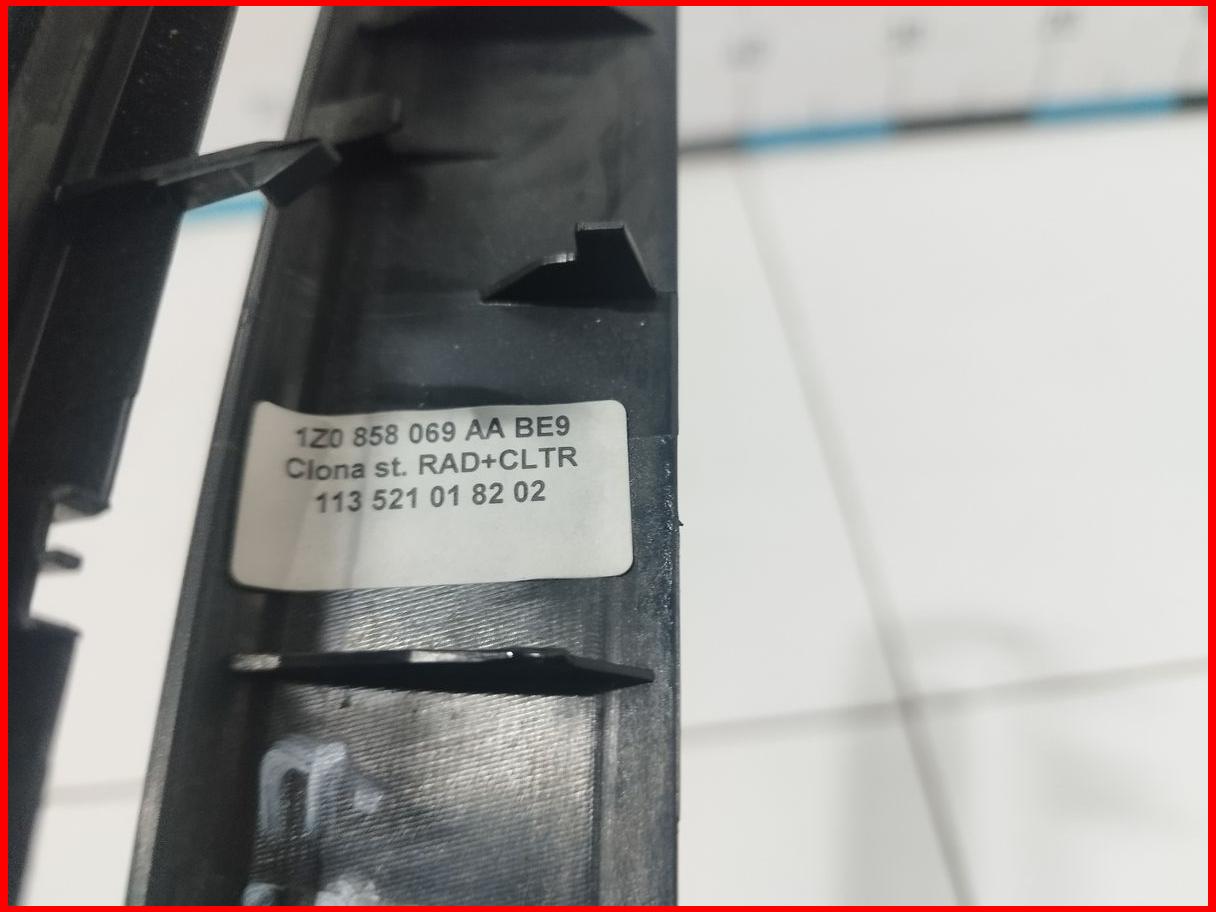 1Z0 858 069 AA BE9
Clona st. RAD+CLTR
113 521 01 82 02